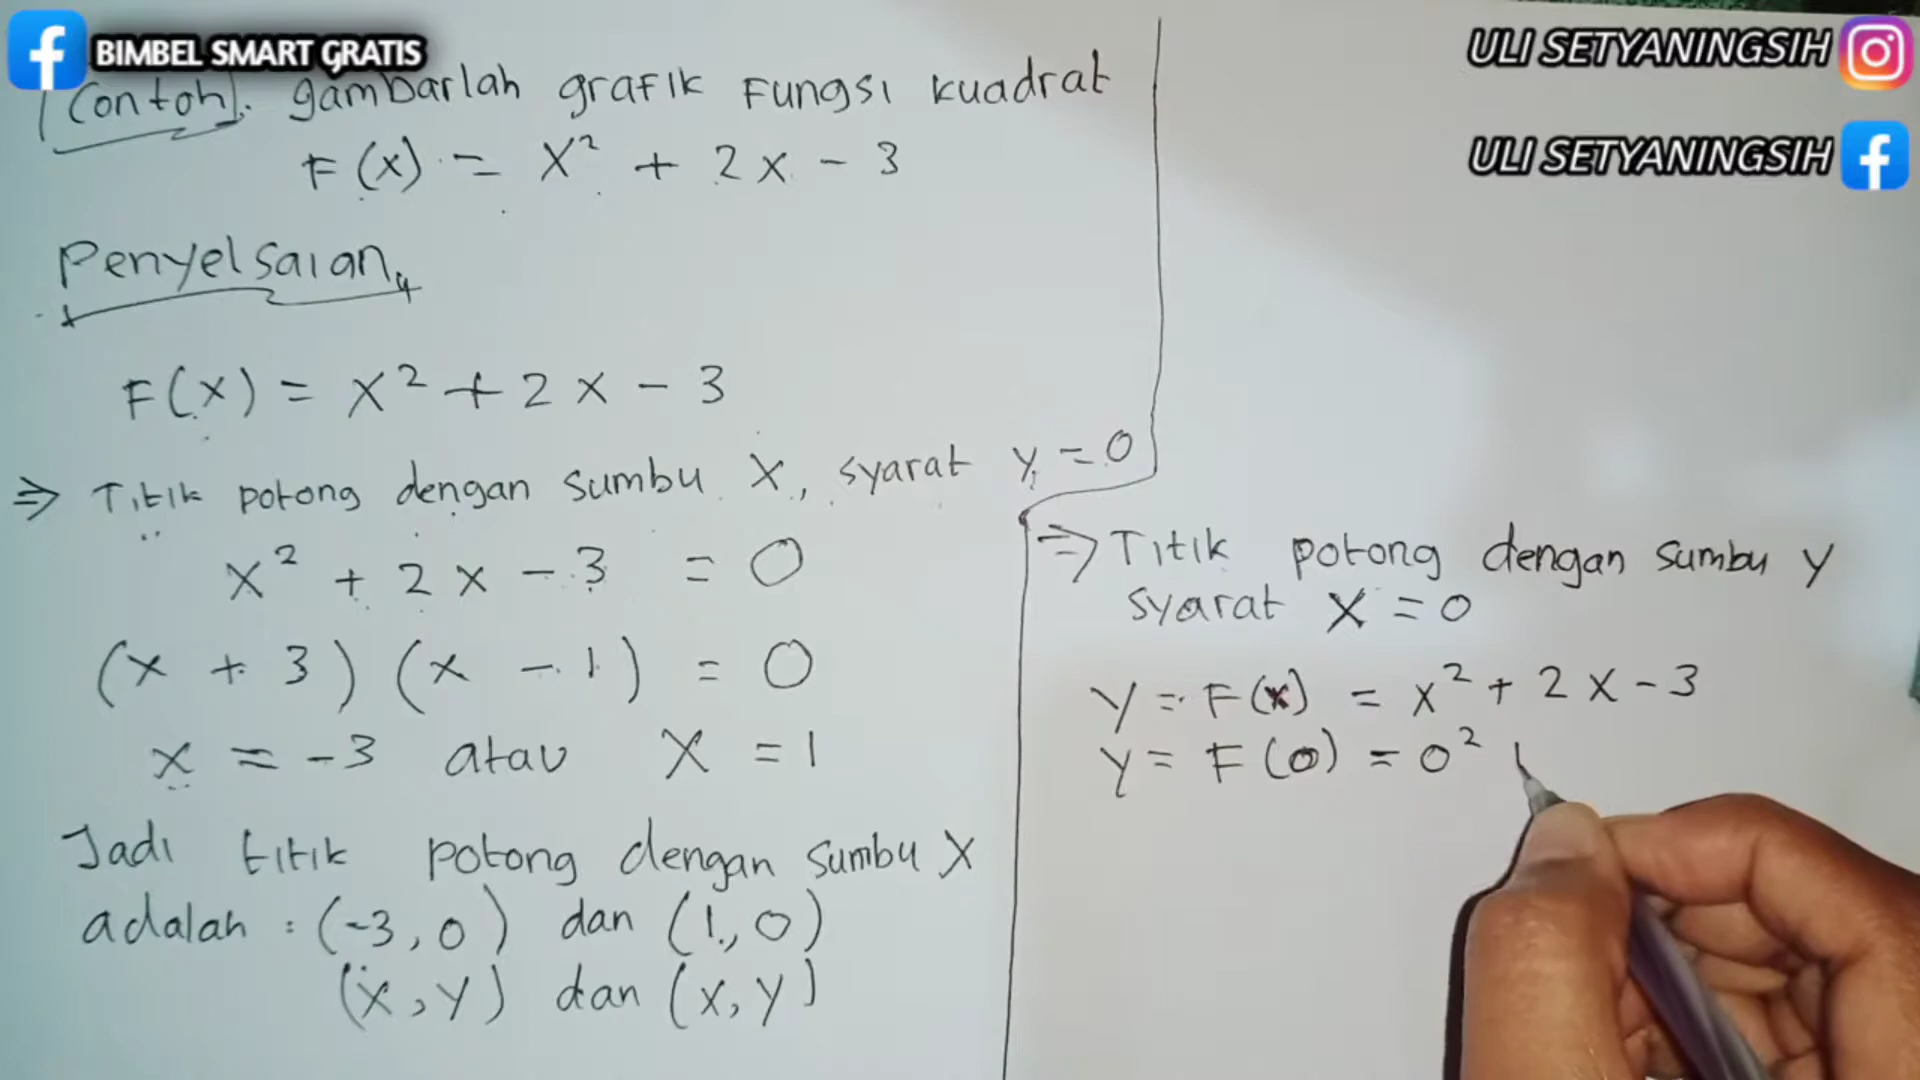 BIMBEL SMART GRATIS
ULI SETYANINGSIH
ULI SETYANINGSIH
Contoh. gambarlah grafik Fungsi kuadrat
F(x) = x² + 2x - 3
Penyelsaian
F(x) = x² + 2x - 3
⇒ Titik potong dengan sumbu X, syarat y = 0
x² + 2x - 3 = 0
(x + 3) (x - 1) = 0
x = -3 atau x = 1
Jadi titik potong dengan sumbu X
adalah : (-3, 0) dan (1, 0)
(x, y) dan (x, y)
⇒ Titik potong dengan sumbu y
syarat x = 0
y = F(x) = x² + 2x - 3
y = F(0) = 0²